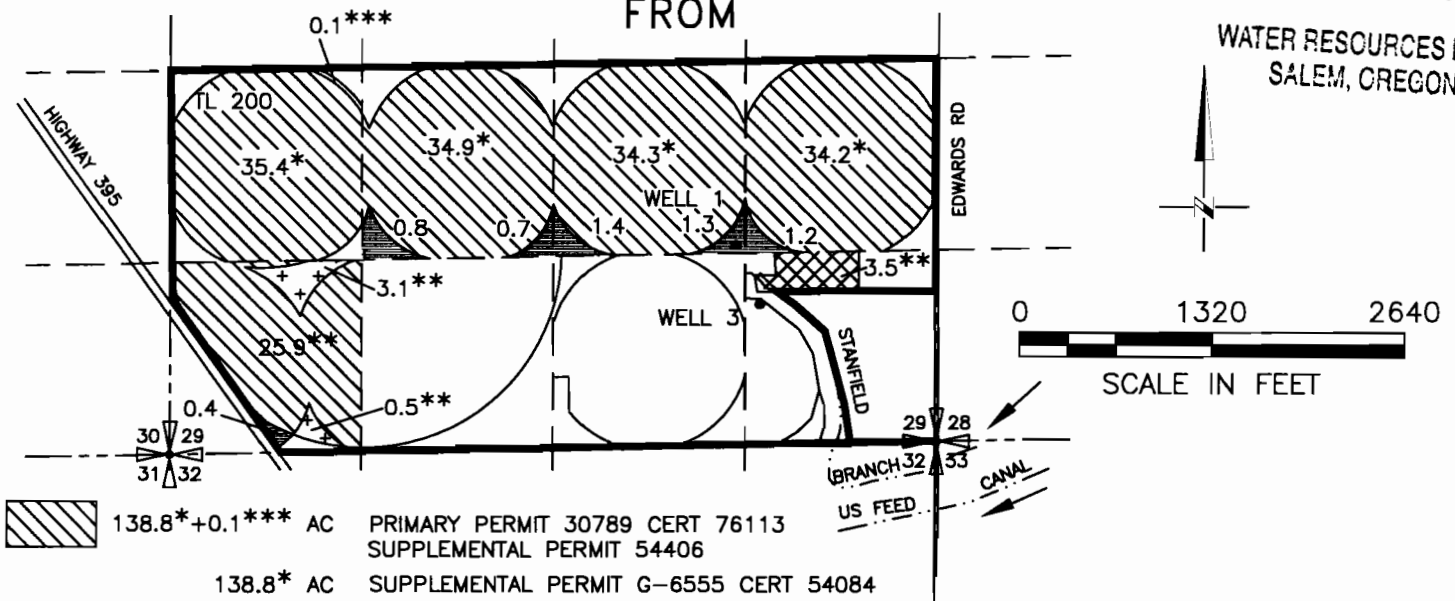 FROM
WATER RESOURCES
SALEM, OREGON
0.1***
TL 200
HIGHWAY 395
35.4*
34.9*
34.3*
34.2*
EDWARDS RD
WELL 1
0.8
0.7
1.4
1.3
1.2
3.5**
3.1**
WELL 3
25.9**
STANFIELD
0 1320 2640
SCALE IN FEET
0.4
0.5**
30 29
31 32
29 28
32 33
BRANCH
CANAL
US FEED
138.8*+0.1*** AC PRIMARY PERMIT 30789 CERT 76113
SUPPLEMENTAL PERMIT 54406
138.8* AC SUPPLEMENTAL PERMIT G-6555 CERT 54084